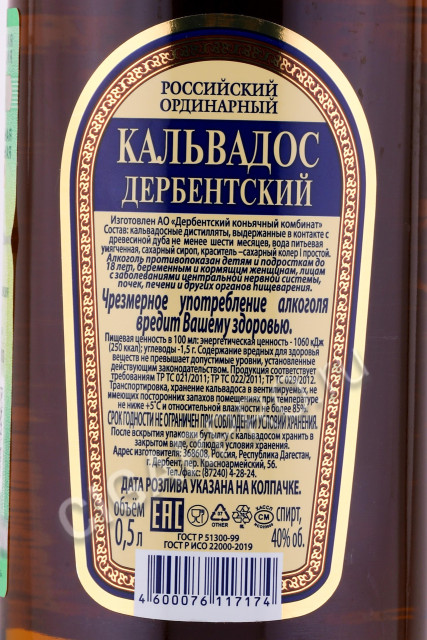 РОССИЙСКИЙ
ОРДИНАРНЫЙ
КАЛЬВАДОС
ДЕРБЕНТСКИЙ
Изготовлен АО «Дербентский коньячный комбинат»
Состав: кальвадосные дистилляты, выдержанные в контакте с
древесиной дуба не менее шести месяцев, вода питьевая
умягченная, сахарный сироп, краситель –сахарный колер I простой.
Алкоголь противопоказан детям и подросткам до
18 лет, беременным и кормящим женщинам, лицам
с заболеваниями центральной нервной системы,
почек, печени и других органов пищеварения.
Чрезмерное употребление алкоголя
вредит Вашему здоровью.
Пищевая ценность в 100 мл: энергетическая ценность - 1060 кДж
(250 ккал); углеводы -1,5 г. Содержание вредных для здоровья
веществ не превышает допустимые уровни, установленные
действующим законодательством. Продукция соответствует
требованиям ТР ТС 021/2011; ТР ТС 022/2011; ТР ТС 029/2012.
Транспортировка, хранение кальвадоса в вентилируемых, не
имеющих посторонних запахов помещениях при температуре
не ниже +5°С и относительной влажности не более 85%.
СРОК ГОДНОСТИ НЕ ОГРАНИЧЕН ПРИ СОБЛЮДЕНИИ УСЛОВИЙ ХРАНЕНИЯ.
После вскрытия упаковки бутылку с кальвадосом хранить в
закрытом виде, соблюдая условия хранения.
Адрес изготовителя: 368608, Россия, Республика Дагестан,
г. Дербент, пер. Красноармейский, 56.
Тел./факс: (87240) 4-28-24.
ДАТА РОЗЛИВА УКАЗАНА НА КОЛПАЧКЕ.
объём
0,5 л
EAC
97
OTHER
СМ
спирт,
40% об.
ГОСТ Р 51300-99
ГОСТ Р ИСО 22000-2019
4 600076 117174